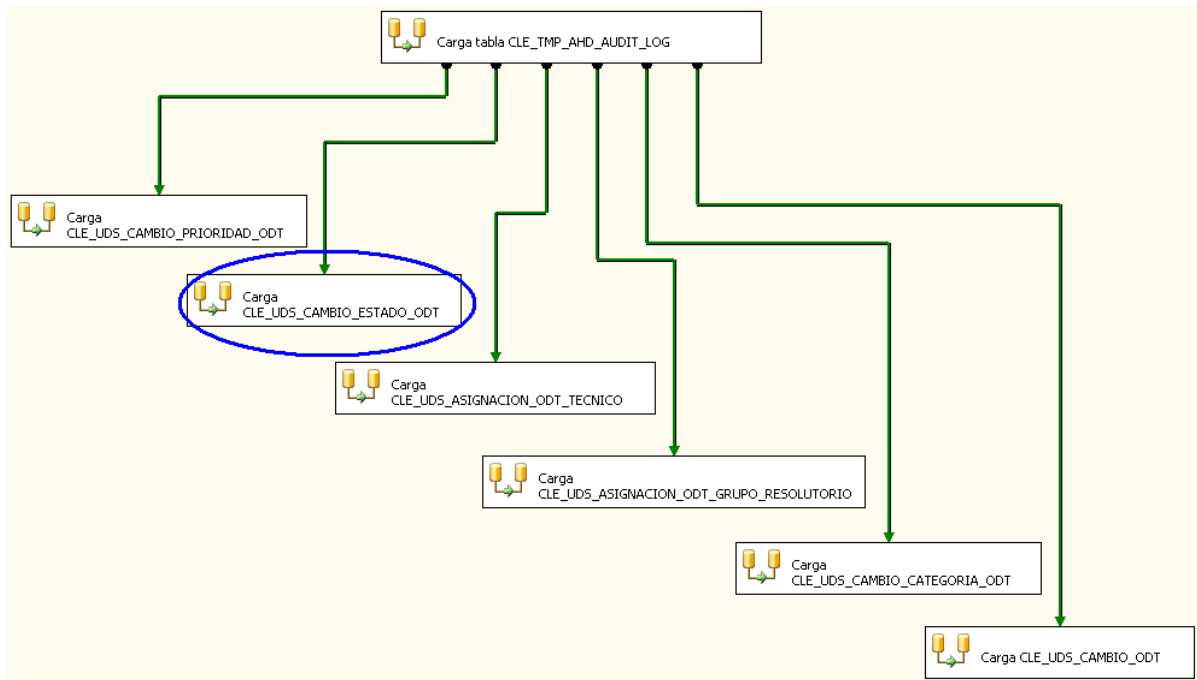 Carga tabla CLE_TMP_AHD_AUDIT_LOG
Carga
CLE_UDS_CAMBIO_PRIORIDAD_ODT
Carga
CLE_UDS_CAMBIO_ESTADO_ODT
Carga
CLE_UDS_ASIGNACION_ODT_TECNICO
Carga
CLE_UDS_ASIGNACION_ODT_GRUPO_RESOLUTORIO
Carga
CLE_UDS_CAMBIO_CATEGORIA_ODT
Carga CLE_UDS_CAMBIO_ODT